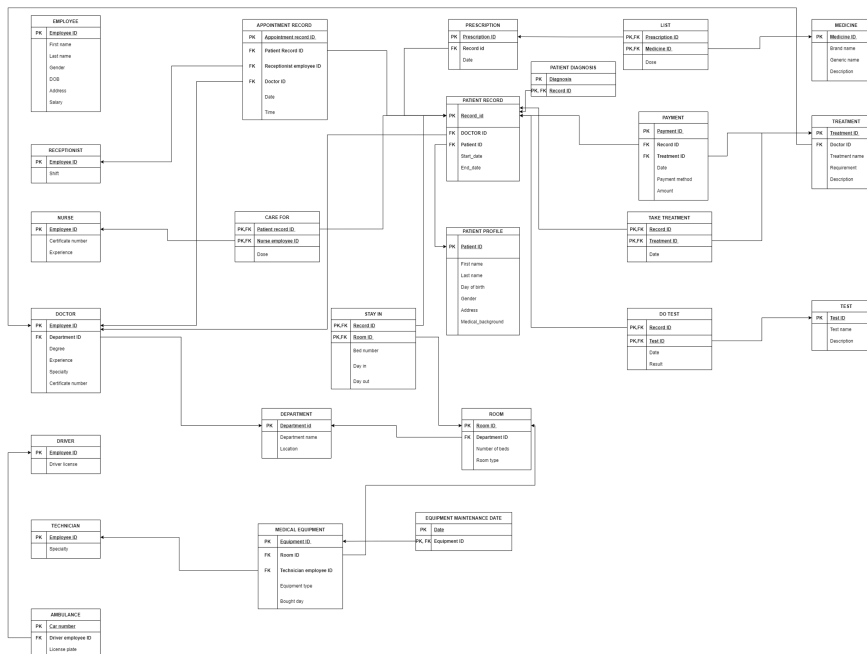 EMPLOYEE
PK Employee ID
First name
Last name
Gender
DOB
Address
Salary
APPOINTMENT RECORD
PK Appointment record ID
FK Patient Record ID
FK Receptionist employee ID
FK Doctor ID
Date
Time
PRESCRIPTION
PK Prescription ID
FK Record id
Date
LIST
PK,FK Prescription ID
PK,FK Medicine ID
Dose
MEDICINE
PK Medicine ID
Brand name
Generic name
Description
PATIENT DIAGNOSIS
PK Diagnosis
PK, FK Record ID
PATIENT RECORD
PK Record_id
FK DOCTOR ID
FK Patient ID
Start_date
End_date
PAYMENT
PK Payment ID
FK Record ID
FK Treatment ID
Date
Payment method
Amount
TREATMENT
PK Treatment ID
FK Doctor ID
Treatment name
Requirement
Description
RECEPTIONIST
PK Employee ID
Shift
NURSE
PK Employee ID
Certificate number
Experience
CARE FOR
PK,FK Patient record ID
PK,FK Nurse employee ID
Dose
PATIENT PROFILE
PK Patient ID
First name
Last name
Day of birth
Gender
Address
Medical_background
TAKE TREATMENT
PK,FK Record ID
PK,FK Treatment ID
Date
DOCTOR
PK Employee ID
FK Department ID
Degree
Experience
Specialty
Certificate number
STAY IN
PK,FK Record ID
PK,FK Room ID
Bed number
Day in
Day out
DO TEST
PK,FK Record ID
PK,FK Test ID
Date
Result
TEST
PK Test ID
Test name
Description
DEPARTMENT
PK Department id
Department name
Location
ROOM
PK Room ID
FK Department ID
Number of beds
Room type
DRIVER
PK Employee ID
Driver license
TECHNICIAN
PK Employee ID
Specialty
MEDICAL EQUIPMENT
PK Equipment ID
FK Room ID
FK Technician employee ID
Equipment type
Bought day
EQUIPMENT MAINTENANCE DATE
PK Date
PK, FK Equipment ID
AMBULANCE
PK Car number
FK Driver employee ID
License plate